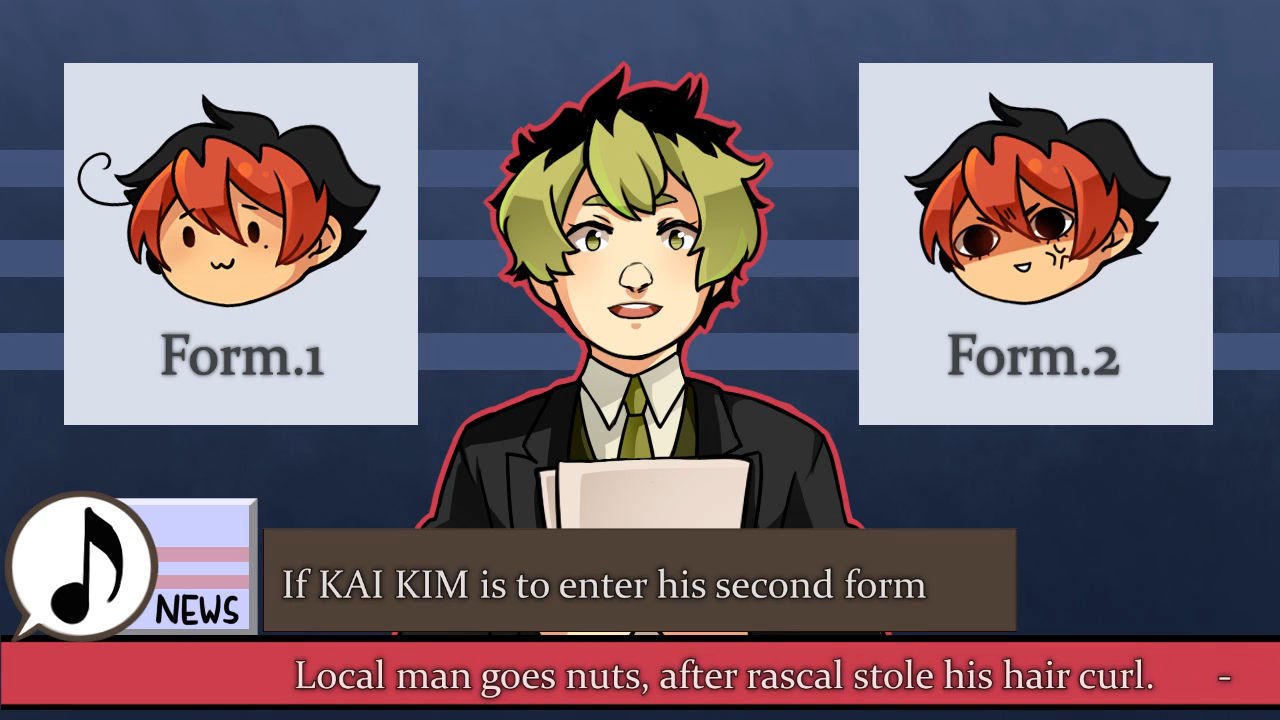 Form.1
Form.2
NEWS
If KAI KIM is to enter his second form
Local man goes nuts, after rascal stole his hair curl. -